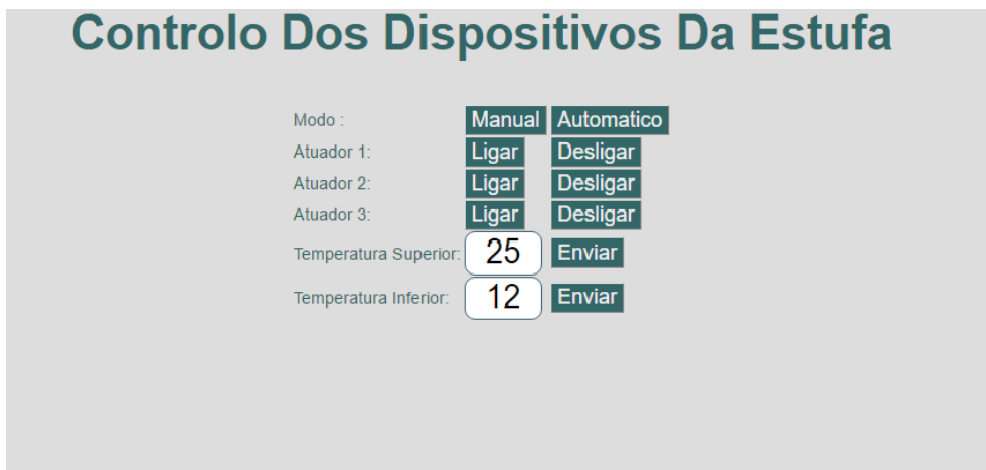 Controlo Dos Dispositivos Da Estufa
Modo : Manual Automatico
Atuador 1: Ligar Desligar
Atuador 2: Ligar Desligar
Atuador 3: Ligar Desligar
Temperatura Superior: 25 Enviar
Temperatura Inferior: 12 Enviar